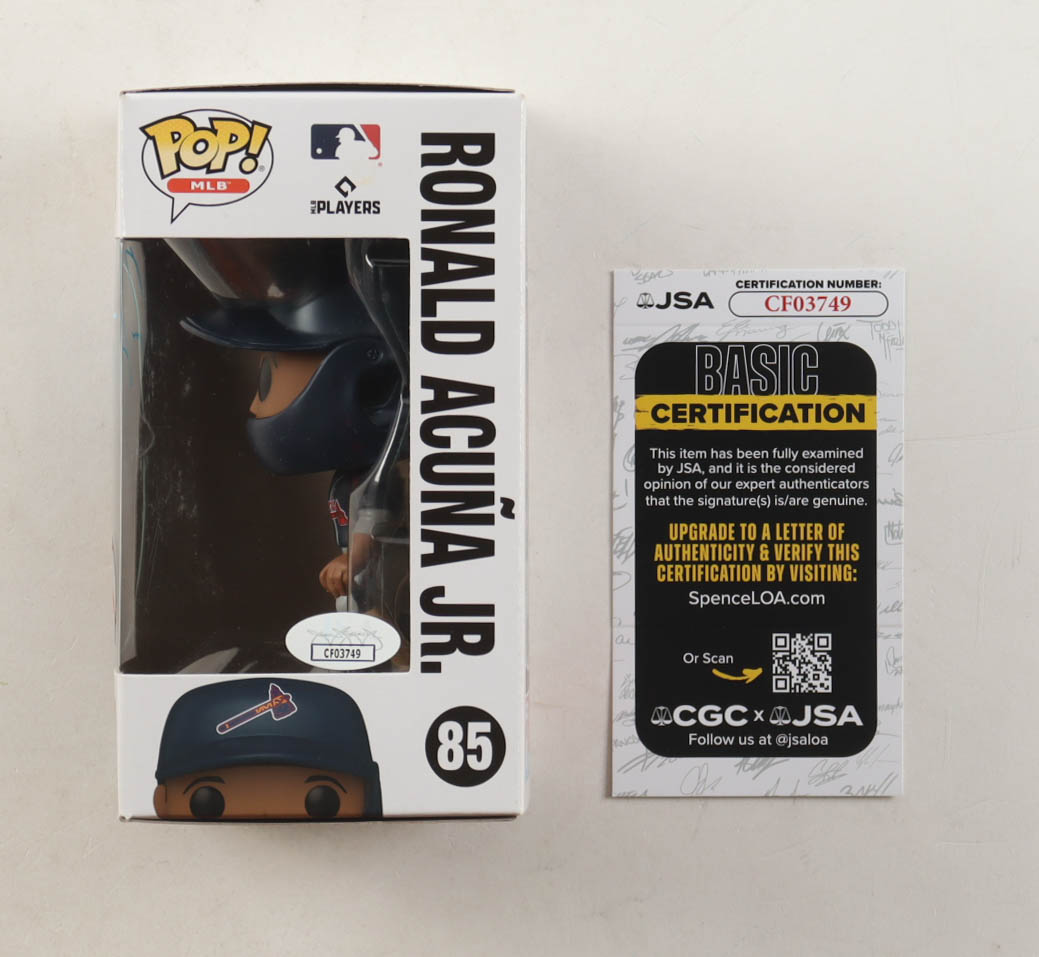 POP!
MLB™
MLB PLAYERS
RONALD ACUÑA JR.
CF03749
85
JSA
CERTIFICATION NUMBER:
CF03749
BASIC
CERTIFICATION
This item has been fully examined
by JSA, and it is the considered
opinion of our expert authenticators
that the signature(s) is/are genuine.
UPGRADE TO A LETTER OF
AUTHENTICITY & VERIFY THIS
CERTIFICATION BY VISITING:
SpenceLOA.com
Or Scan
CGC x JSA
Follow us at @jsaloa